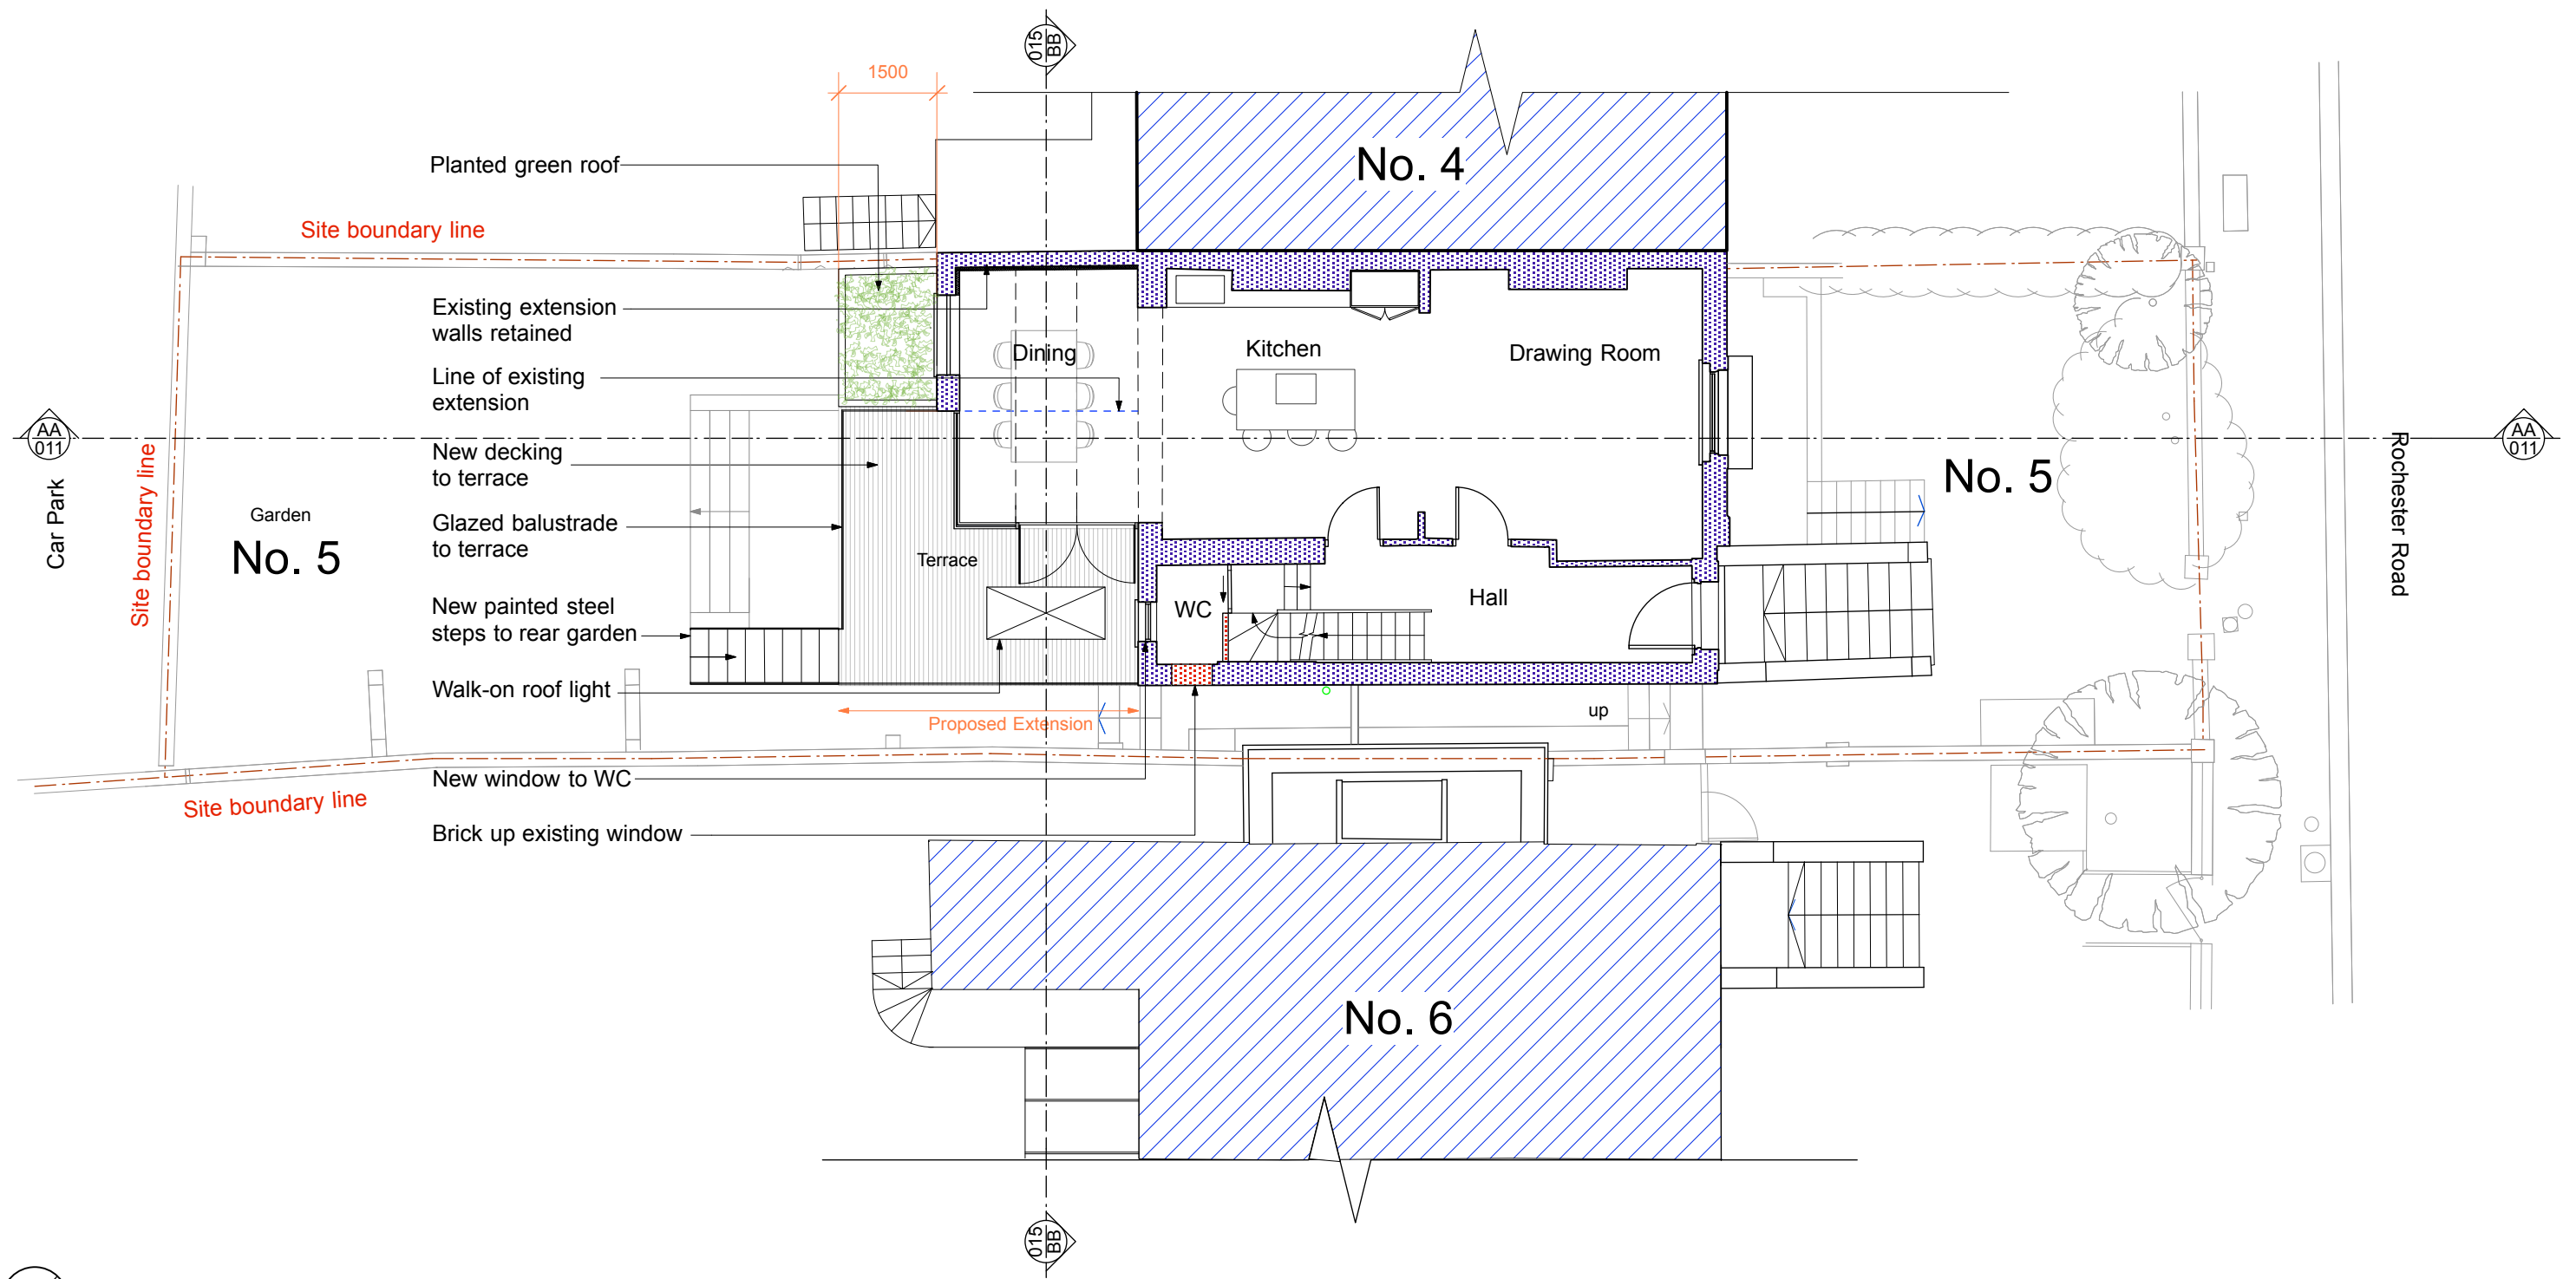 015
BB
1500
No. 4
Planted green roof
Site boundary line
Existing extension
walls retained
Dining
Kitchen
Drawing Room
Line of existing
extension
AA
011
AA
011
New decking
to terrace
No. 5
Rochester Road
Car Park
Site boundary line
Garden
No. 5
Glazed balustrade
to terrace
Terrace
New painted steel
steps to rear garden
WC
Hall
Walk-on roof light
Proposed Extension
up
New window to WC
Site boundary line
Brick up existing window
No. 6
015
BB